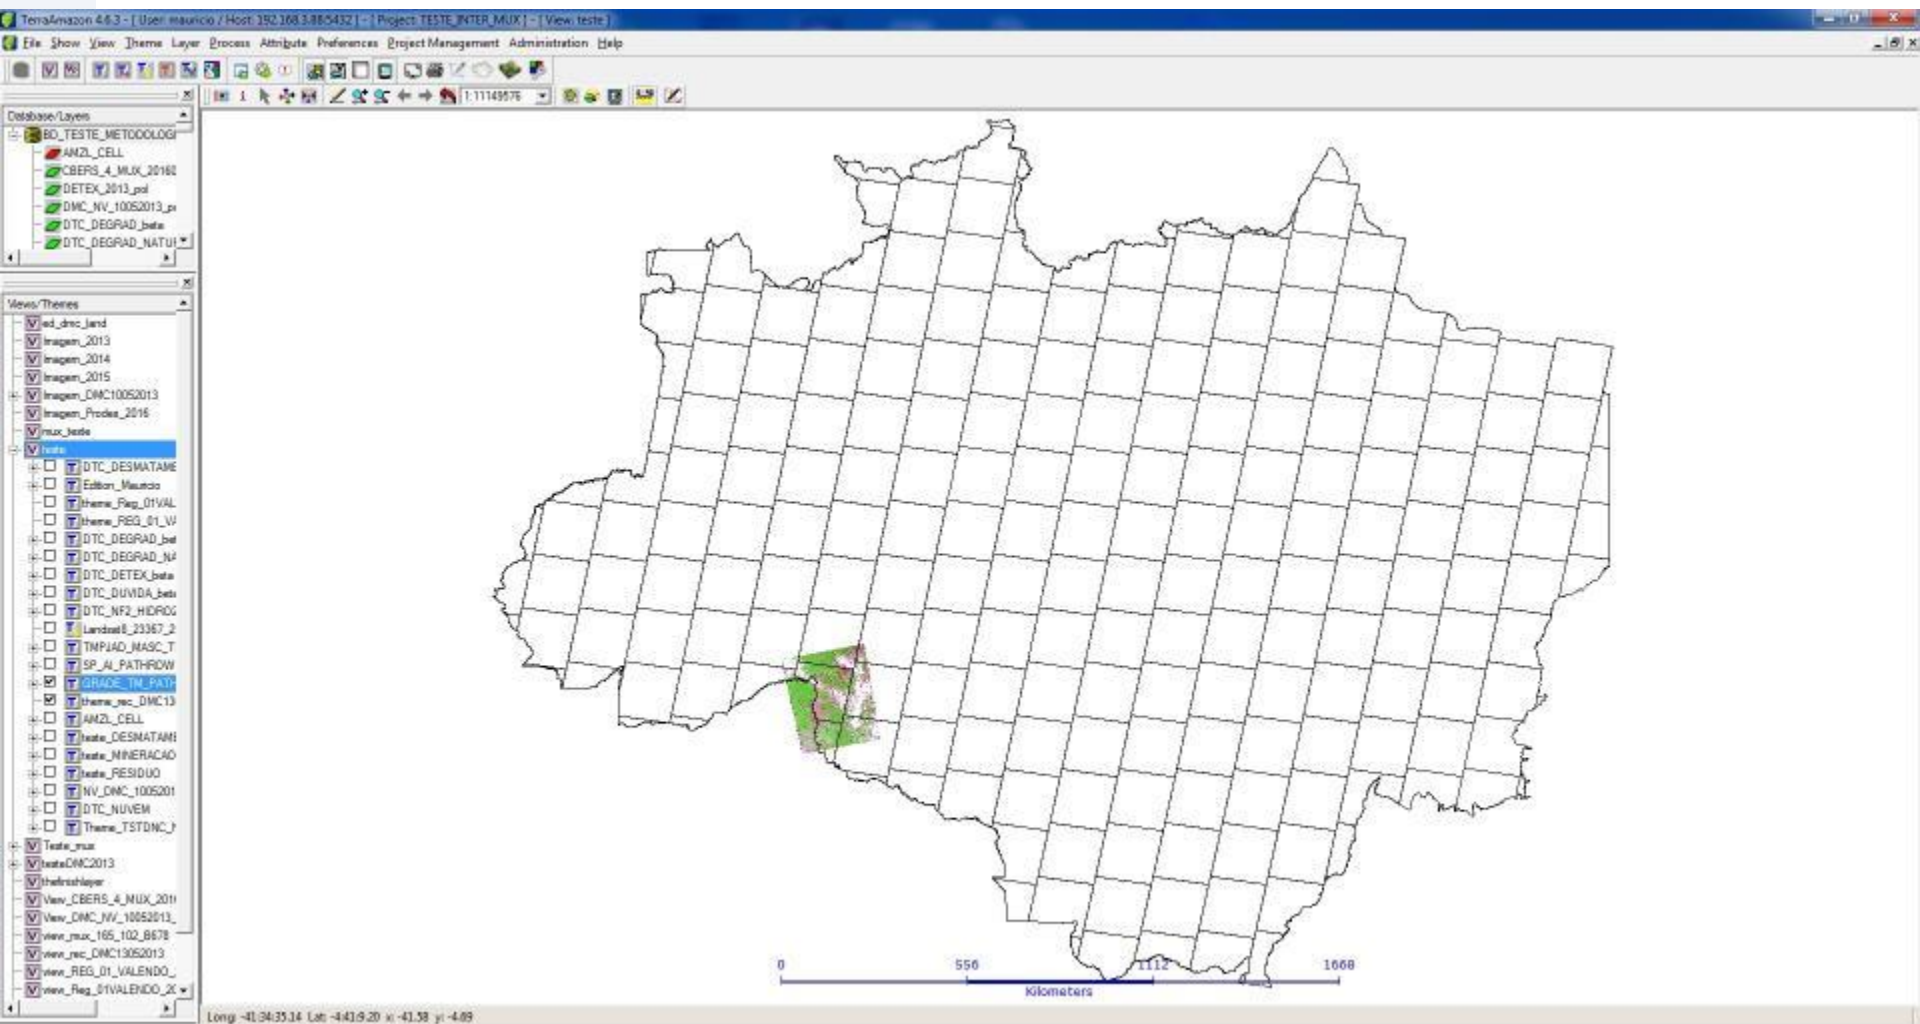 TerraAmazon 4.6.3 - [ User: mauricio / Host: 192.168.3.88:5432 ] - [ Project: TESTE_INTER_MUX ] - [ View: teste ]
File Show View Theme Layer Process Attribute Preferences Project Management Administration Help
1:11149576
Database/Layers
BD_TESTE_METODOLOGI
AMZL_CELL
CBERS_4_MUX_2016
DETEX_2013_pol
DMC_NV_10052013_p
DTC_DEGRAD_beta
DTC_DEGRAD_NATU
Views/Themes
ed_dmc_land
Imagem_2013
Imagem_2014
Imagem_2015
Imagem_DMC10052013
Imagem_Prodes_2016
mux_teste
teste
DTC_DESMATAME
Edition_Mauricio
theme_Reg_01VAL
theme_REG_01_VA
DTC_DEGRAD_bet
DTC_DEGRAD_NA
DTC_DETEX_beta
DTC_DUVIDA_beta
DTC_NF2_HIDRO
Landsat8_23367_2
TMPJAD_MASC_T
SP_AI_PATHROW
GRADE_TM_PATH
theme_rec_DMC13
AMZL_CELL
teste_DESMATAME
teste_MINERACAO
teste_RESIDUO
NV_DMC_1005201
DTC_NUVEM
Theme_TSTDNC_
Teste_mux
testeDMC2013
thefinishlayer
View_CBERS_4_MUX_201
View_DMC_NV_10052013_
view_mux_165_102_B678
view_rec_DMC13052013
view_REG_01_VALENDO_
view_Reg_01VALENDO_2
0 556 1112 1668
Kilometers
Long: -41:34:35.14 Lat: -4:41:9.20 x: -41.58 y: -4.69